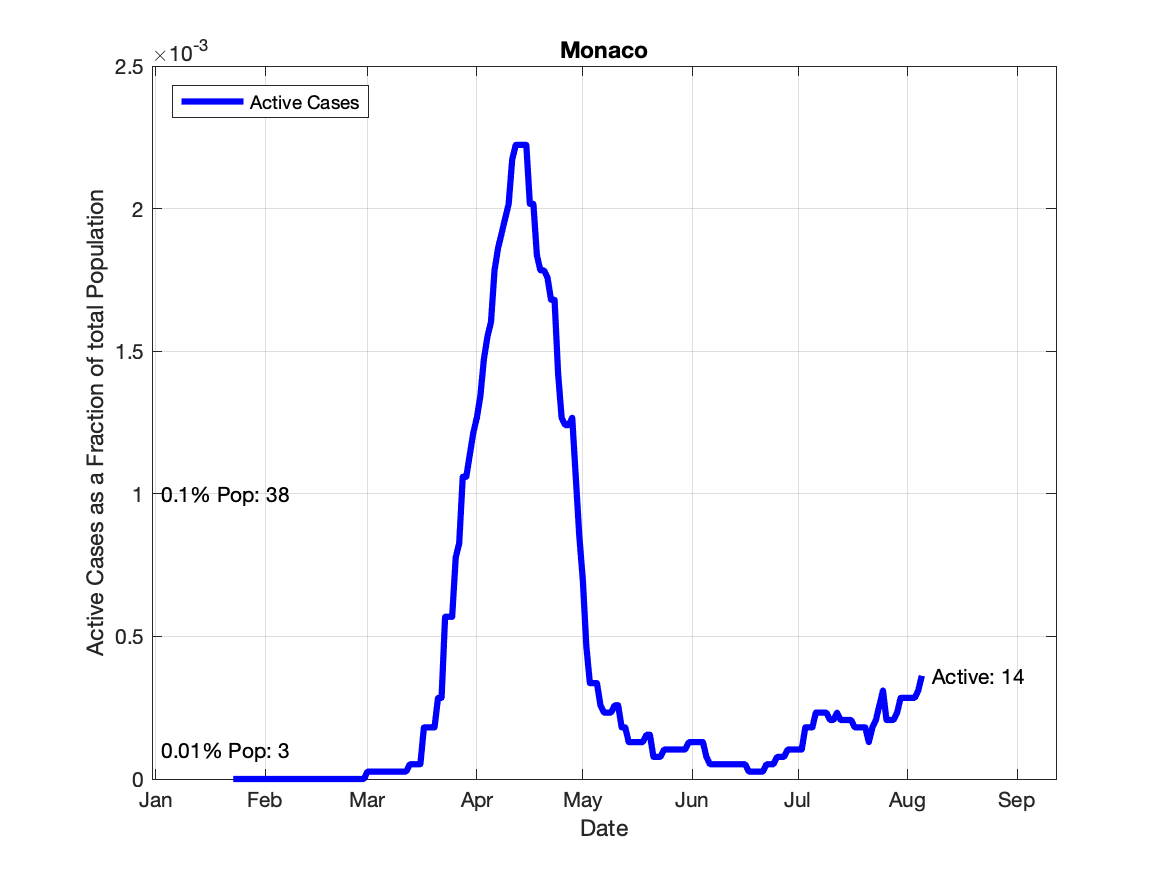 Monaco
×10-3
Active Cases
2.5
2
1.5
1
0.5
0
Active Cases as a Fraction of total Population
0.1% Pop: 38
0.01% Pop: 3
Active: 14
Jan Feb Mar Apr May Jun Jul Aug Sep
Date